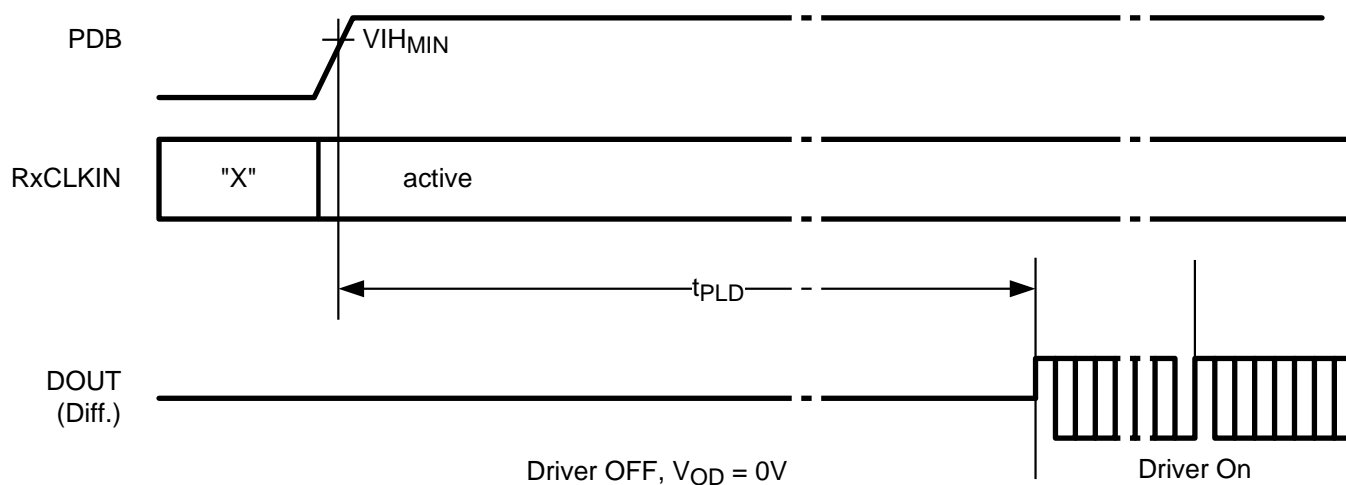 PDB
VIHMIN
RxCLKIN
"X"
active
tPLD
DOUT
(Diff.)
Driver OFF, VOD = 0V
Driver On